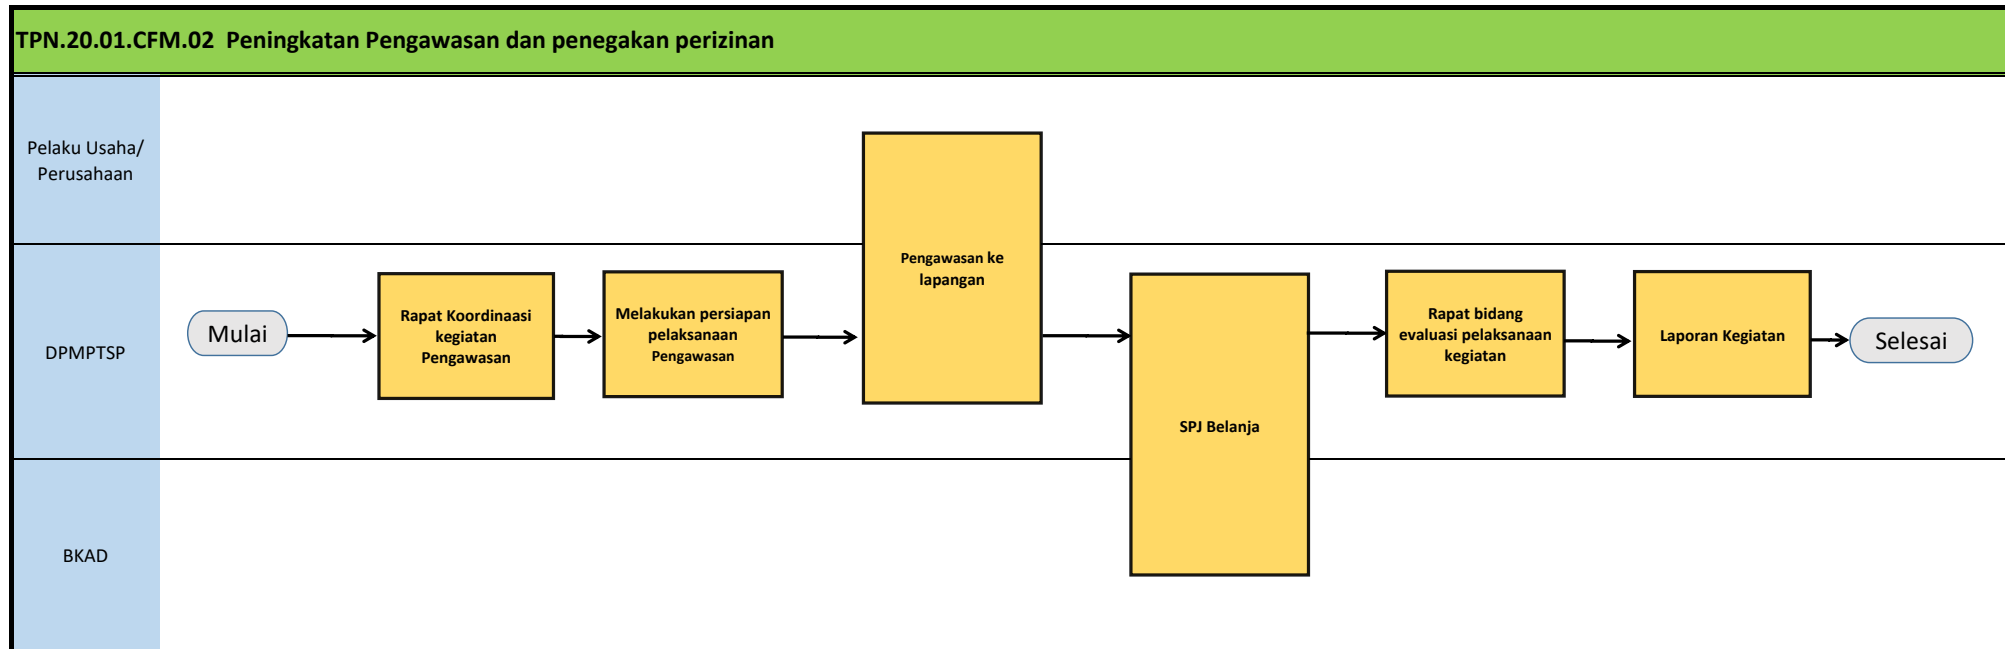 TPN.20.01.CFM.02 Peningkatan Pengawasan dan penegakan perizinan
Pelaku Usaha/
Perusahaan
DPMPTSP
BKAD
Mulai
Rapat Koordinaasi
kegiatan
Pengawasan
Melakukan persiapan
pelaksanaan
Pengawasan
Pengawasan ke
lapangan
SPJ Belanja
Rapat bidang
evaluasi pelaksanaan
kegiatan
Laporan Kegiatan
Selesai